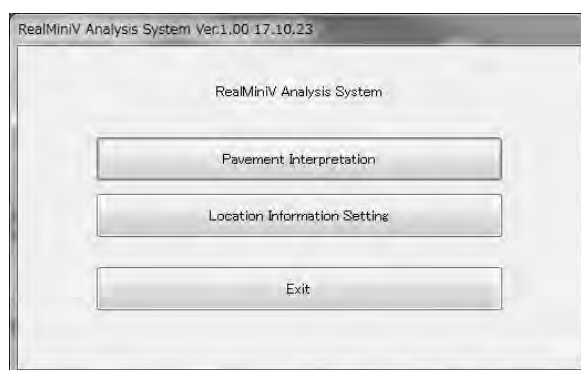 RealMiniV Analysis System Ver.1.00 17.10.23
RealMiniV Analysis System
Pavement Interpretation
Location Information Setting
Exit